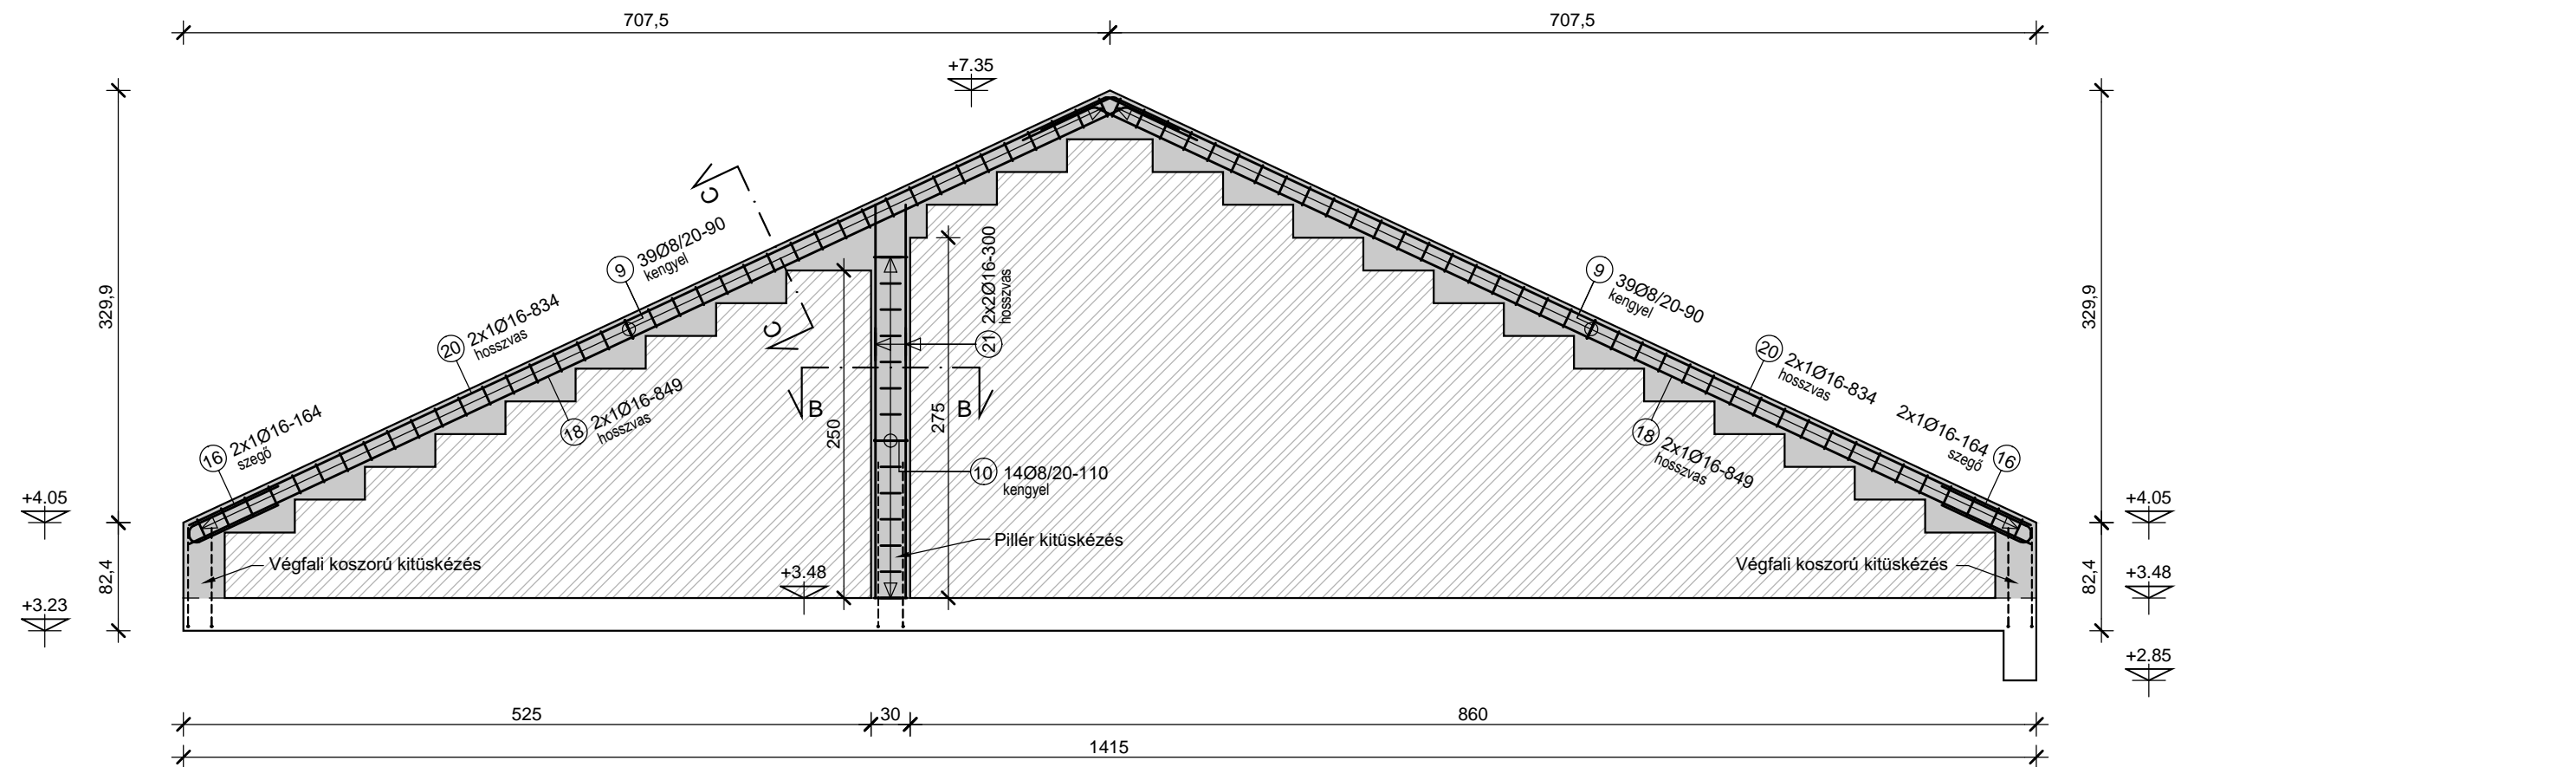 707,5
707,5
+7.35
C
9
39Ø8/20-90
kengyel
329,9
20
2x1Ø16-834
hosszvas
C
18
2x1Ø16-849
hosszvas
16
2x1Ø16-164
szegő
21
2x2Ø16-300
hosszvas
B
B
250
275
10
14Ø8/20-110
kengyel
9
39Ø8/20-90
kengyel
20
2x1Ø16-834
hosszvas
18
2x1Ø16-849
hosszvas
2x1Ø16-164
szegő
16
329,9
+4.05
+4.05
Pillér kitüskézés
Végfali koszorú kitüskézés
Végfali koszorú kitüskézés
82,4
82,4
+3.48
+3.48
+3.23
+2.85
525
30
860
1415